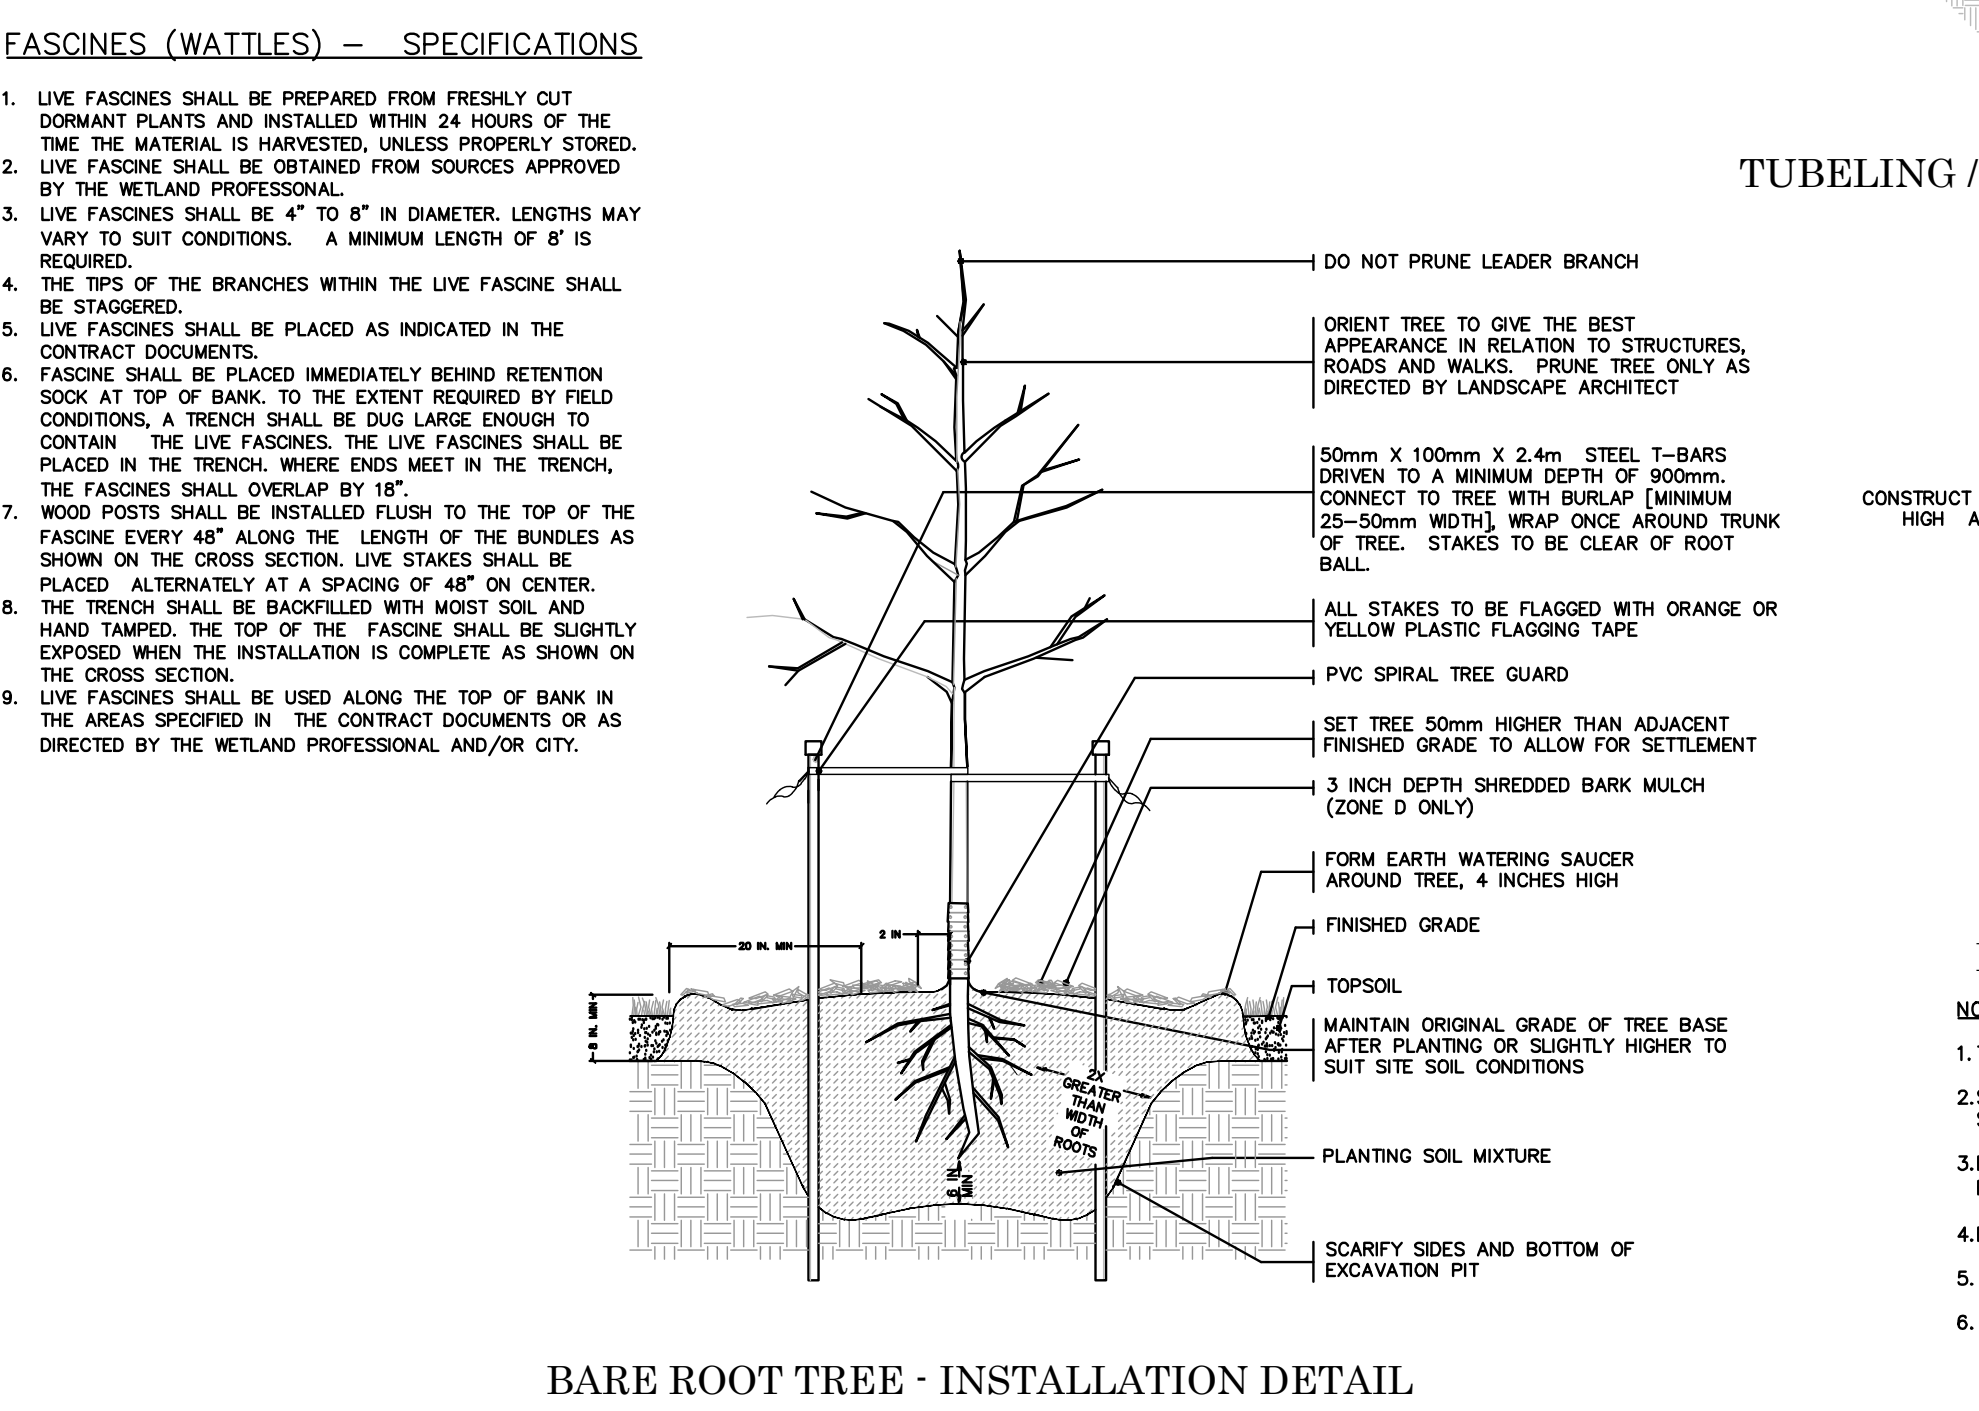 FASCINES (WATTLES) – SPECIFICATIONS
1. LIVE FASCINES SHALL BE PREPARED FROM FRESHLY CUT
DORMANT PLANTS AND INSTALLED WITHIN 24 HOURS OF THE
TIME THE MATERIAL IS HARVESTED, UNLESS PROPERLY STORED.
2. LIVE FASCINE SHALL BE OBTAINED FROM SOURCES APPROVED
BY THE WETLAND PROFESSONAL.
3. LIVE FASCINES SHALL BE 4" TO 8" IN DIAMETER. LENGTHS MAY
VARY TO SUIT CONDITIONS. A MINIMUM LENGTH OF 8' IS
REQUIRED.
4. THE TIPS OF THE BRANCHES WITHIN THE LIVE FASCINE SHALL
BE STAGGERED.
5. LIVE FASCINES SHALL BE PLACED AS INDICATED IN THE
CONTRACT DOCUMENTS.
6. FASCINE SHALL BE PLACED IMMEDIATELY BEHIND RETENTION
SOCK AT TOP OF BANK. TO THE EXTENT REQUIRED BY FIELD
CONDITIONS, A TRENCH SHALL BE DUG LARGE ENOUGH TO
CONTAIN THE LIVE FASCINES. THE LIVE FASCINES SHALL BE
PLACED IN THE TRENCH. WHERE ENDS MEET IN THE TRENCH,
THE FASCINES SHALL OVERLAP BY 18".
7. WOOD POSTS SHALL BE INSTALLED FLUSH TO THE TOP OF THE
FASCINE EVERY 48" ALONG THE LENGTH OF THE BUNDLES AS
SHOWN ON THE CROSS SECTION. LIVE STAKES SHALL BE
PLACED ALTERNATELY AT A SPACING OF 48" ON CENTER.
8. THE TRENCH SHALL BE BACKFILLED WITH MOIST SOIL AND
HAND TAMPED. THE TOP OF THE FASCINE SHALL BE SLIGHTLY
EXPOSED WHEN THE INSTALLATION IS COMPLETE AS SHOWN ON
THE CROSS SECTION.
9. LIVE FASCINES SHALL BE USED ALONG THE TOP OF BANK IN
THE AREAS SPECIFIED IN THE CONTRACT DOCUMENTS OR AS
DIRECTED BY THE WETLAND PROFESSIONAL AND/OR CITY.
TUBELING /
DO NOT PRUNE LEADER BRANCH
ORIENT TREE TO GIVE THE BEST
APPEARANCE IN RELATION TO STRUCTURES,
ROADS AND WALKS. PRUNE TREE ONLY AS
DIRECTED BY LANDSCAPE ARCHITECT
50mm X 100mm X 2.4m STEEL T-BARS
DRIVEN TO A MINIMUM DEPTH OF 900mm.
CONNECT TO TREE WITH BURLAP [MINIMUM
25-50mm WIDTH], WRAP ONCE AROUND TRUNK
OF TREE. STAKES TO BE CLEAR OF ROOT
BALL.
CONSTRUCT
HIGH A
ALL STAKES TO BE FLAGGED WITH ORANGE OR
YELLOW PLASTIC FLAGGING TAPE
PVC SPIRAL TREE GUARD
SET TREE 50mm HIGHER THAN ADJACENT
FINISHED GRADE TO ALLOW FOR SETTLEMENT
3 INCH DEPTH SHREDDED BARK MULCH
(ZONE D ONLY)
FORM EARTH WATERING SAUCER
AROUND TREE, 4 INCHES HIGH
FINISHED GRADE
TOPSOIL
MAINTAIN ORIGINAL GRADE OF TREE BASE
AFTER PLANTING OR SLIGHTLY HIGHER TO
SUIT SITE SOIL CONDITIONS
PLANTING SOIL MIXTURE
SCARIFY SIDES AND BOTTOM OF
EXCAVATION PIT
20 IN. MIN
2 IN
8 IN. MIN
2X
GREATER
THAN
WIDTH
OF
ROOTS
6 IN
MIN
NO
1.
2.S
3.
4.
5.
6.
BARE ROOT TREE - INSTALLATION DETAIL